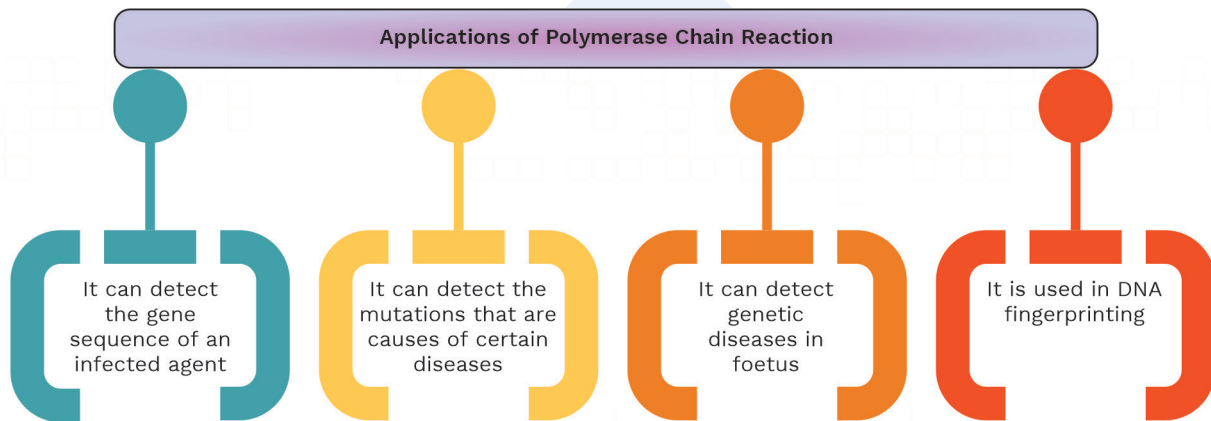 Applications of Polymerase Chain Reaction
It can detect
the gene
sequence of an
infected agent
It can detect the
mutations that are
causes of certain
diseases
It can detect
genetic
diseases in
foetus
It is used in DNA
fingerprinting